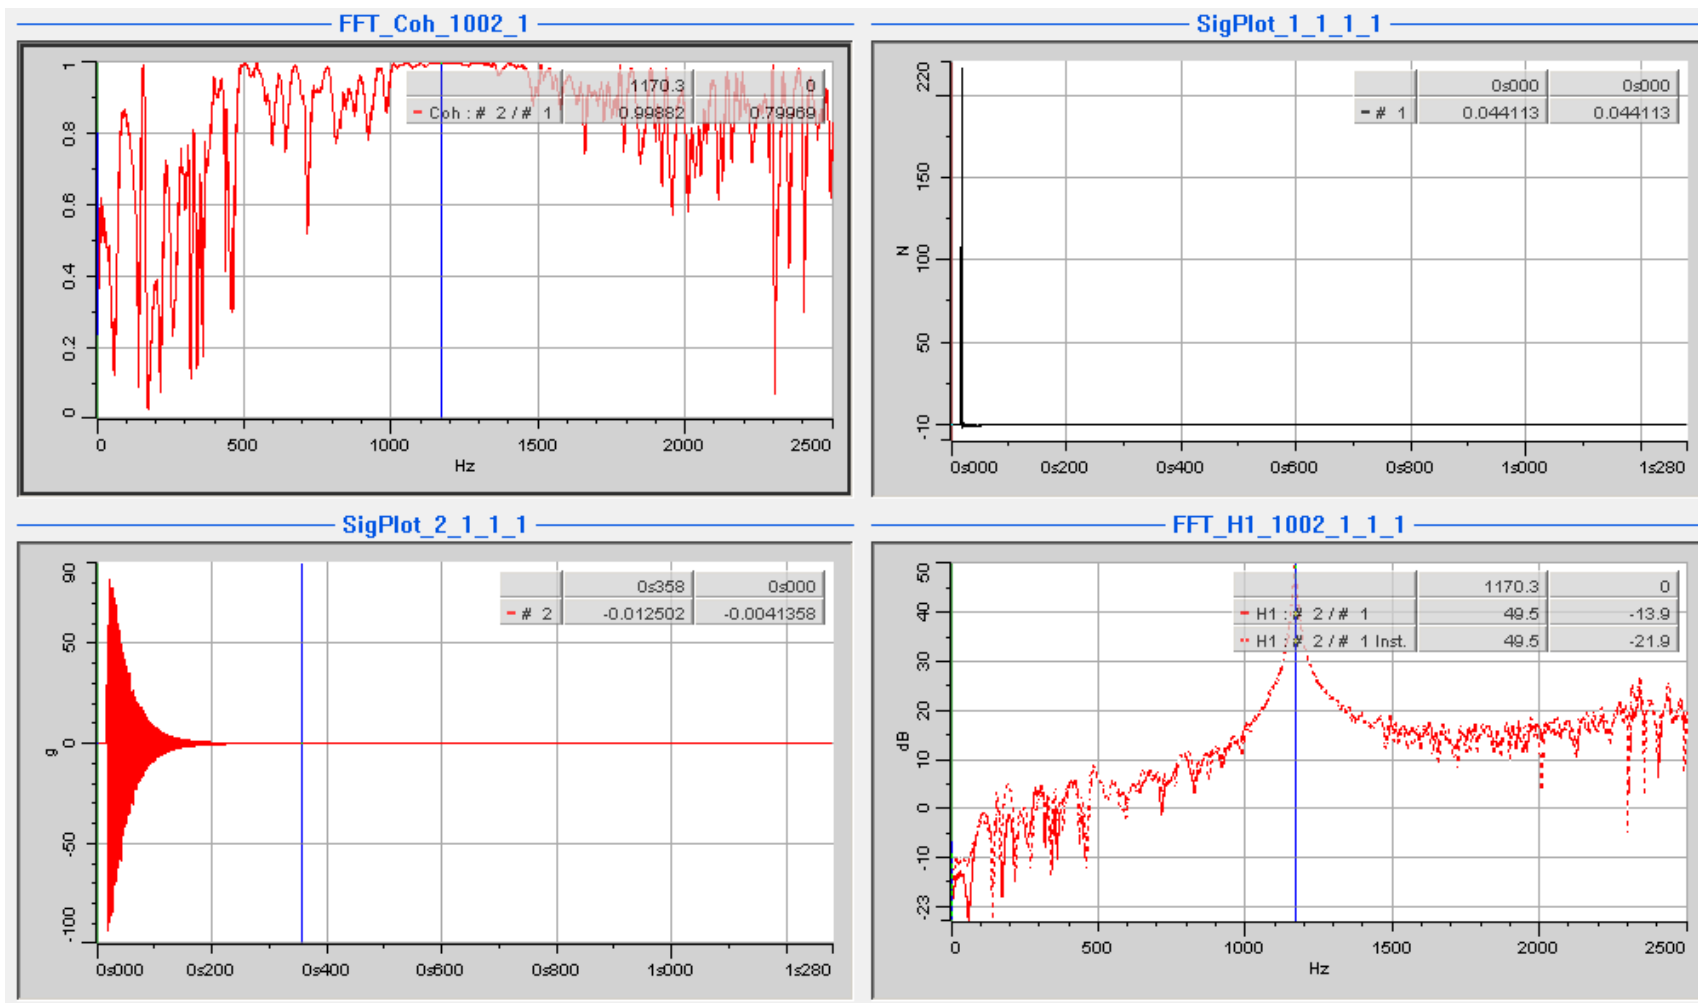 FFT_Coh_1002_1
1170.3 0
Coh : # 2 / # 1 0.99882 0.79969
1
0.8
0.6
0.4
0.2
0
0 500 1000 1500 2000 2500
Hz
SigPlot_1_1_1_1
0s000 0s000
# 1 0.044113 0.044113
220
150
100
50
-10
N
0s000 0s200 0s400 0s600 0s800 1s000 1s280
SigPlot_2_1_1_1
0s358 0s000
# 2 -0.012502 -0.0041358
90
50
0
-50
-100
g
0s000 0s200 0s400 0s600 0s800 1s000 1s280
FFT_H1_1002_1_1_1
1170.3 0
H1 : # 2 / # 1 49.5 -13.9
H1 : # 2 / # 1 Inst. 49.5 -21.9
50
40
30
20
10
0
-10
-23
dB
0 500 1000 1500 2000 2500
Hz